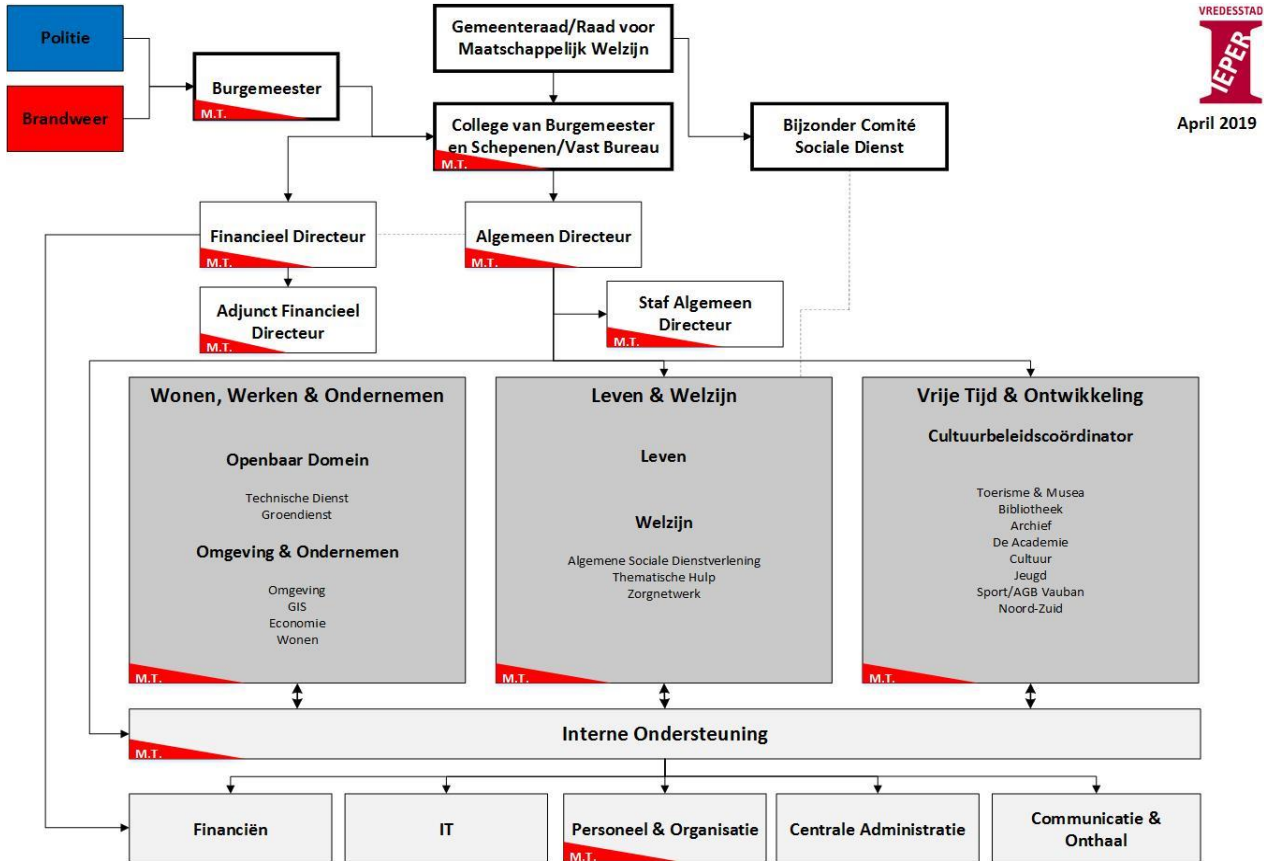 VREDESSTAD
IEPER
April 2019
Politie
Brandweer
Burgemeester
M.T.
Gemeenteraad/Raad voor
Maatschappelijk Welzijn
College van Burgemeester
en Schepenen/Vast Bureau
M.T.
Bijzonder Comité
Sociale Dienst
Financieel Directeur
M.T.
Algemeen Directeur
M.T.
Adjunct Financieel
Directeur
M.T.
Staf Algemeen
Directeur
M.T.
Wonen, Werken & Ondernemen
Openbaar Domein
Technische Dienst
Groendienst
Omgeving & Ondernemen
Omgeving
GIS
Economie
Wonen
M.T.
Leven & Welzijn
Leven
Welzijn
Algemene Sociale Dienstverlening
Thematische Hulp
Zorgnetwerk
M.T.
Vrije Tijd & Ontwikkeling
Cultuurbeleidscoördinator
Toerisme & Musea
Bibliotheek
Archief
De Academie
Cultuur
Jeugd
Sport/AGB Vauban
Noord-Zuid
M.T.
Interne Ondersteuning
M.T.
Financiën
IT
Personeel & Organisatie
M.T.
Centrale Administratie
Communicatie &
Onthaal